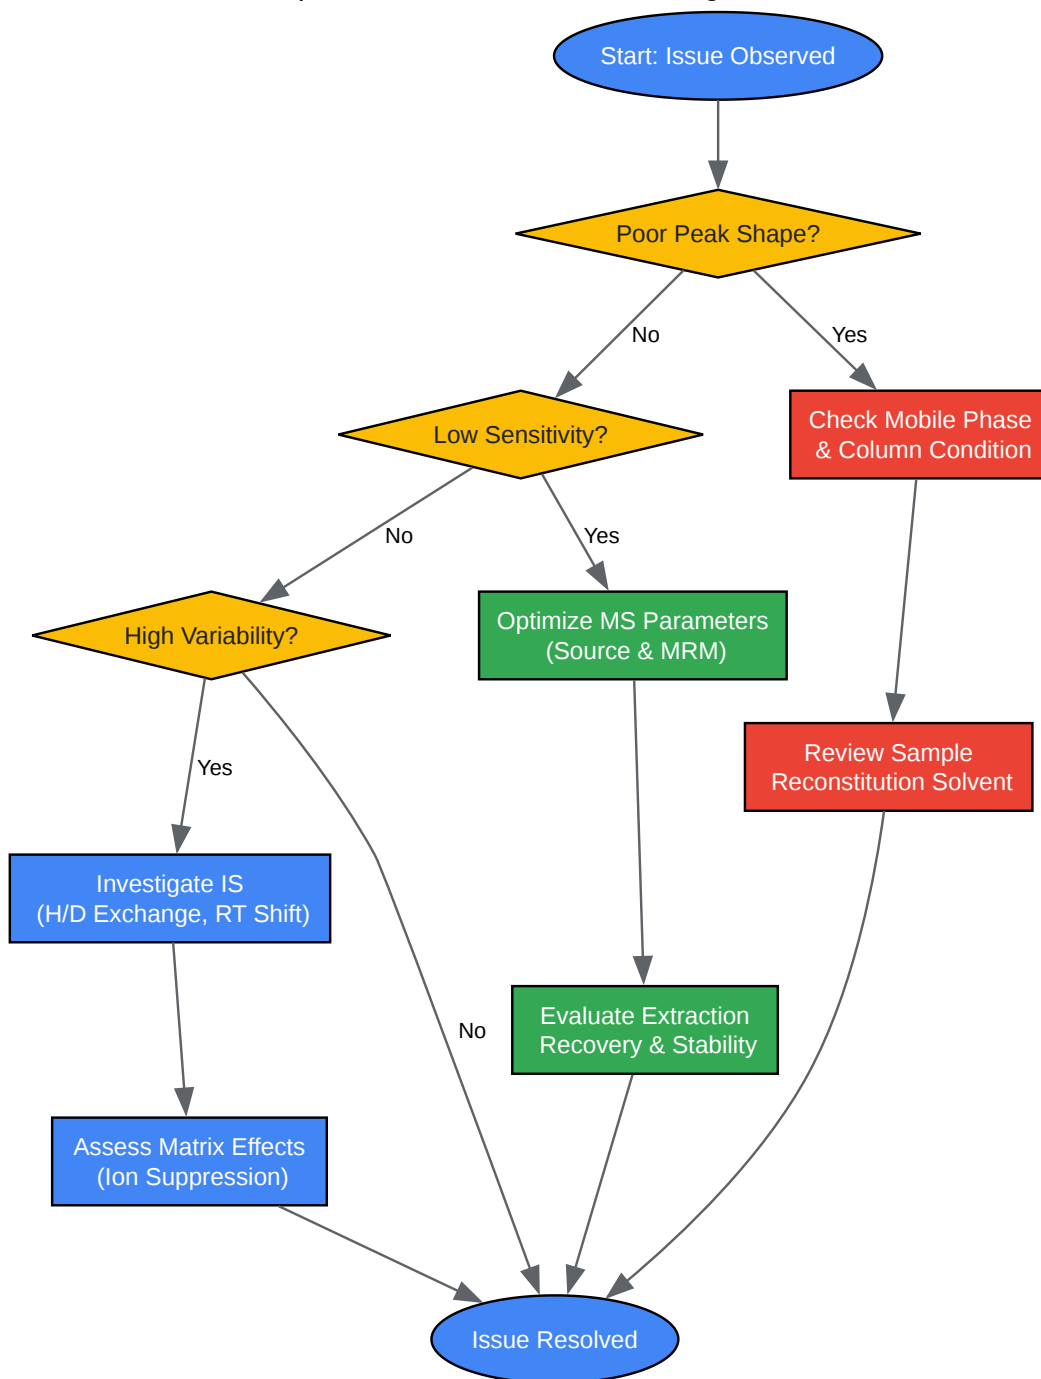 Start: Issue Observed
Poor Peak Shape?
No
Yes
Low Sensitivity?
Check Mobile Phase
& Column Condition
No
Yes
High Variability?
Optimize MS Parameters
(Source & MRM)
Yes
Review Sample
Reconstitution Solvent
Investigate IS
(H/D Exchange, RT Shift)
No
Evaluate Extraction
Recovery & Stability
Assess Matrix Effects
(Ion Suppression)
Issue Resolved